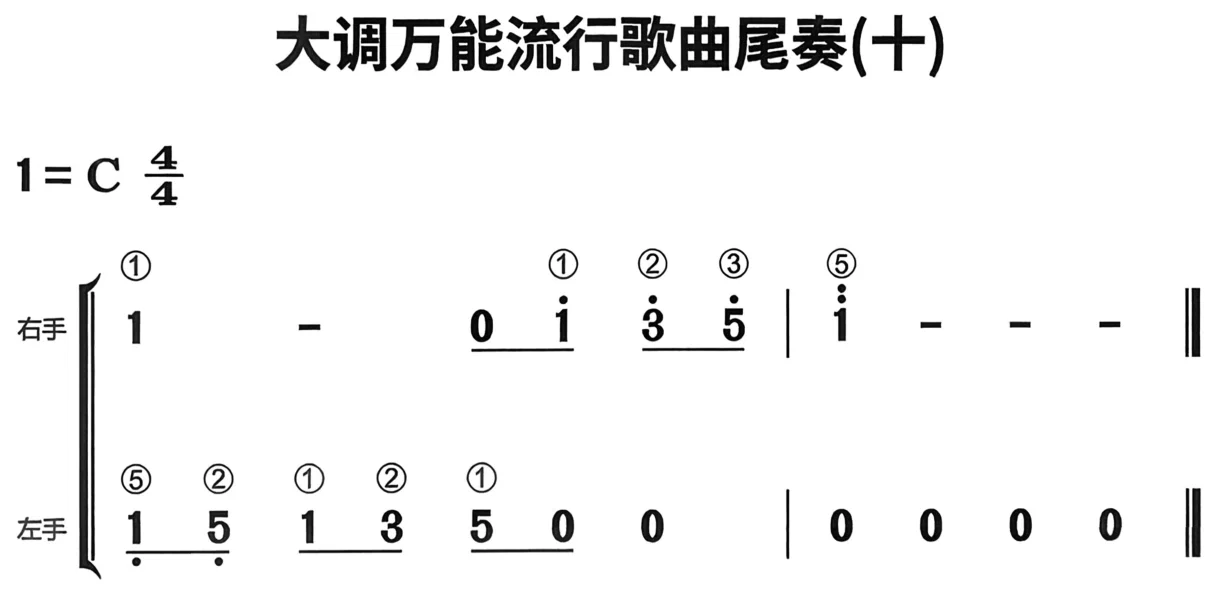 大调万能流行歌曲尾奏(十)
1=C 4/4
① ① ② ③ ⑤
右手 1 - 0 1̇ 3̇ 5̇ | 1̈ - - - ‖
⑤ ② ① ② ①
左手 1̣ 5̣ 1 3 5 0 0 | 0 0 0 0 ‖